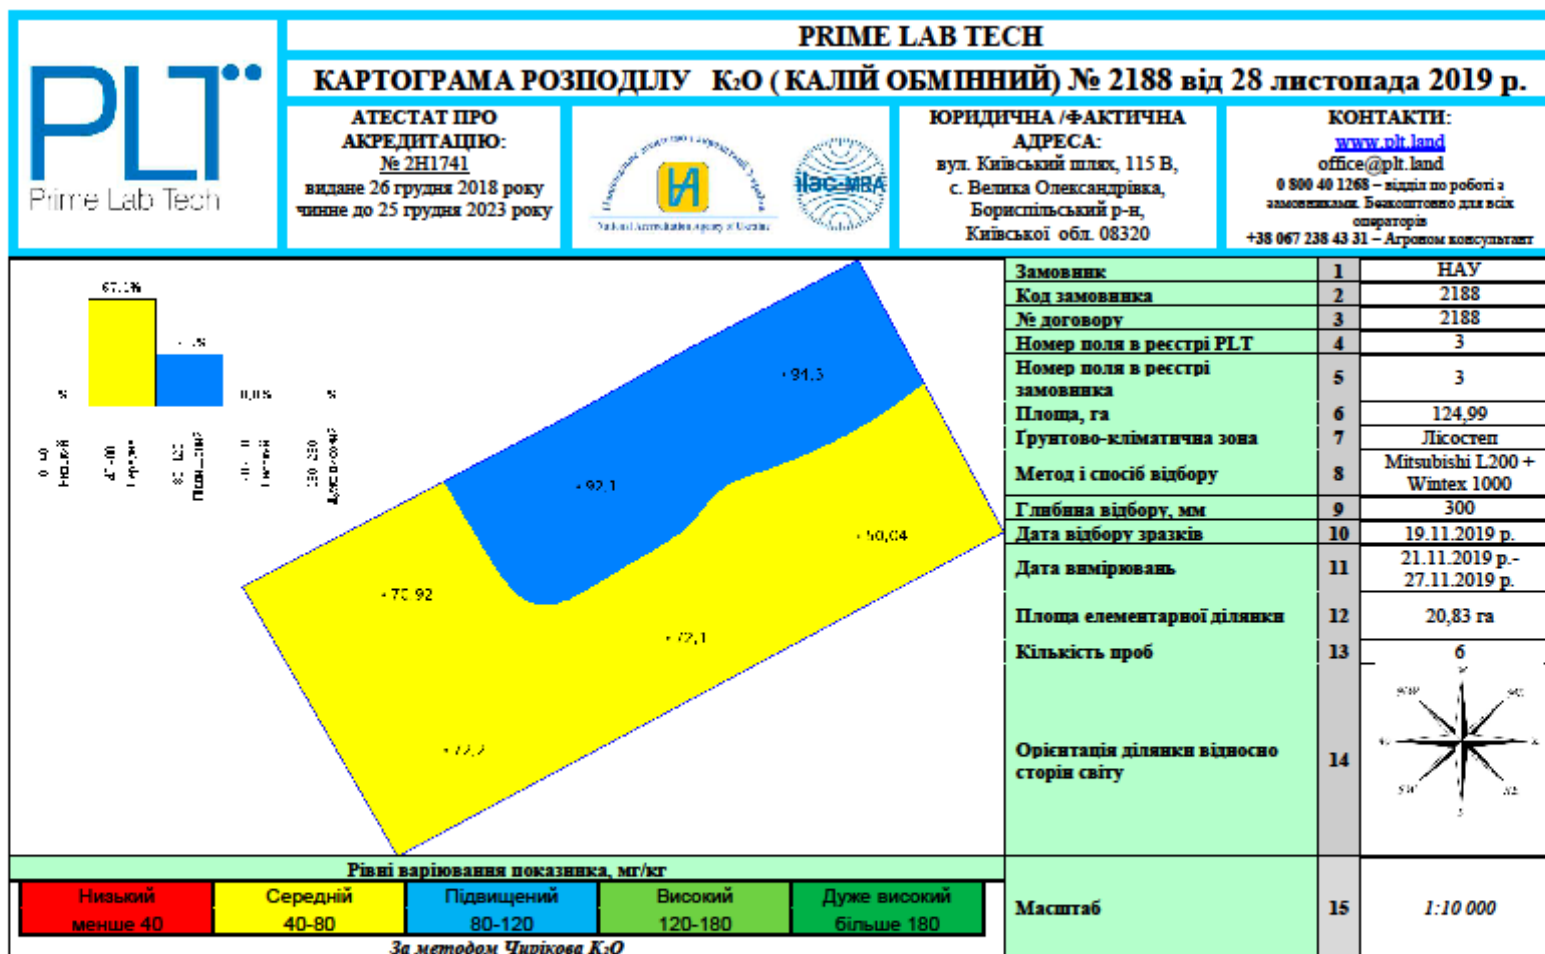 PLT
Prime Lab Tech
PRIME LAB TECH
КАРТОГРАМА РОЗПОДІЛУ K₂O ( КАЛІЙ ОБМІННИЙ) № 2188 від 28 листопада 2019 р.
АТЕСТАТ ПРО
АКРЕДИТАЦІЮ:
№ 2Н1741
видане 26 грудня 2018 року
чинне до 25 грудня 2023 року
National Accreditation Agency of Ukraine
ilac-MRA
ЮРИДИЧНА /ФАКТИЧНА
АДРЕСА:
вул. Київський шлях, 115 В,
с. Велика Олександрівка,
Бориспільський р-н,
Київської обл. 08320
КОНТАКТИ:
www.plt.land
office@plt.land
0 800 40 1268 – відділ по роботі з
замовниками. Безкоштовно для всіх
операторів
+38 067 238 43 31 – Агроном консультант
92,1
72,1
72,2
Замовник 1 НАУ
Код замовника 2 2188
№ договору 3 2188
Номер поля в реєстрі PLT 4 3
Номер поля в реєстрі
замовника 5 3
Площа, га 6 124,99
Ґрунтово-кліматична зона 7 Лісостеп
Метод і спосіб відбору 8 Mitsubishi L200 +
Wintex 1000
Глибина відбору, мм 9 300
Дата відбору зразків 10 19.11.2019 р.
Дата вимірювань 11 21.11.2019 р.-
27.11.2019 р.
Площа елементарної ділянки 12 20,83 га
Кількість проб 13 6
Орієнтація ділянки відносно
сторін світу 14
Масштаб 15 1:10 000
Рівні варіювання показника, мг/кг
Низький Середній Підвищений Високий Дуже високий
менше 40 40-80 80-120 120-180 більше 180
За методом Чирікова K₂O